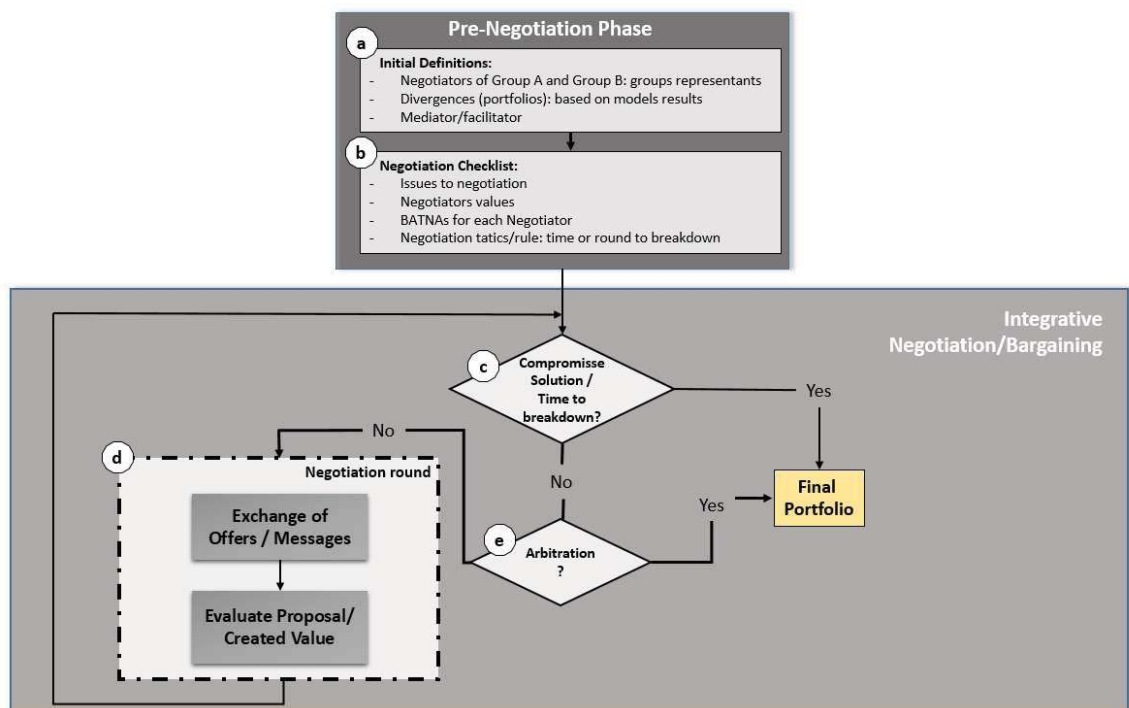 Pre-Negotiation Phase
a
Initial Definitions:
- Negotiators of Group A and Group B: groups representants
- Divergences (portfolios): based on models results
- Mediator/facilitator
b
Negotiation Checklist:
- Issues to negotiation
- Negotiators values
- BATNAs for each Negotiator
- Negotiation tatics/rule: time or round to breakdown
Integrative
Negotiation/Bargaining
c
Compromisse
Solution /
Time to
breakdown?
Yes
No
No
d
Negotiation round
Exchange of
Offers / Messages
Evaluate Proposal/
Created Value
e
Arbitration
?
Yes
Final
Portfolio